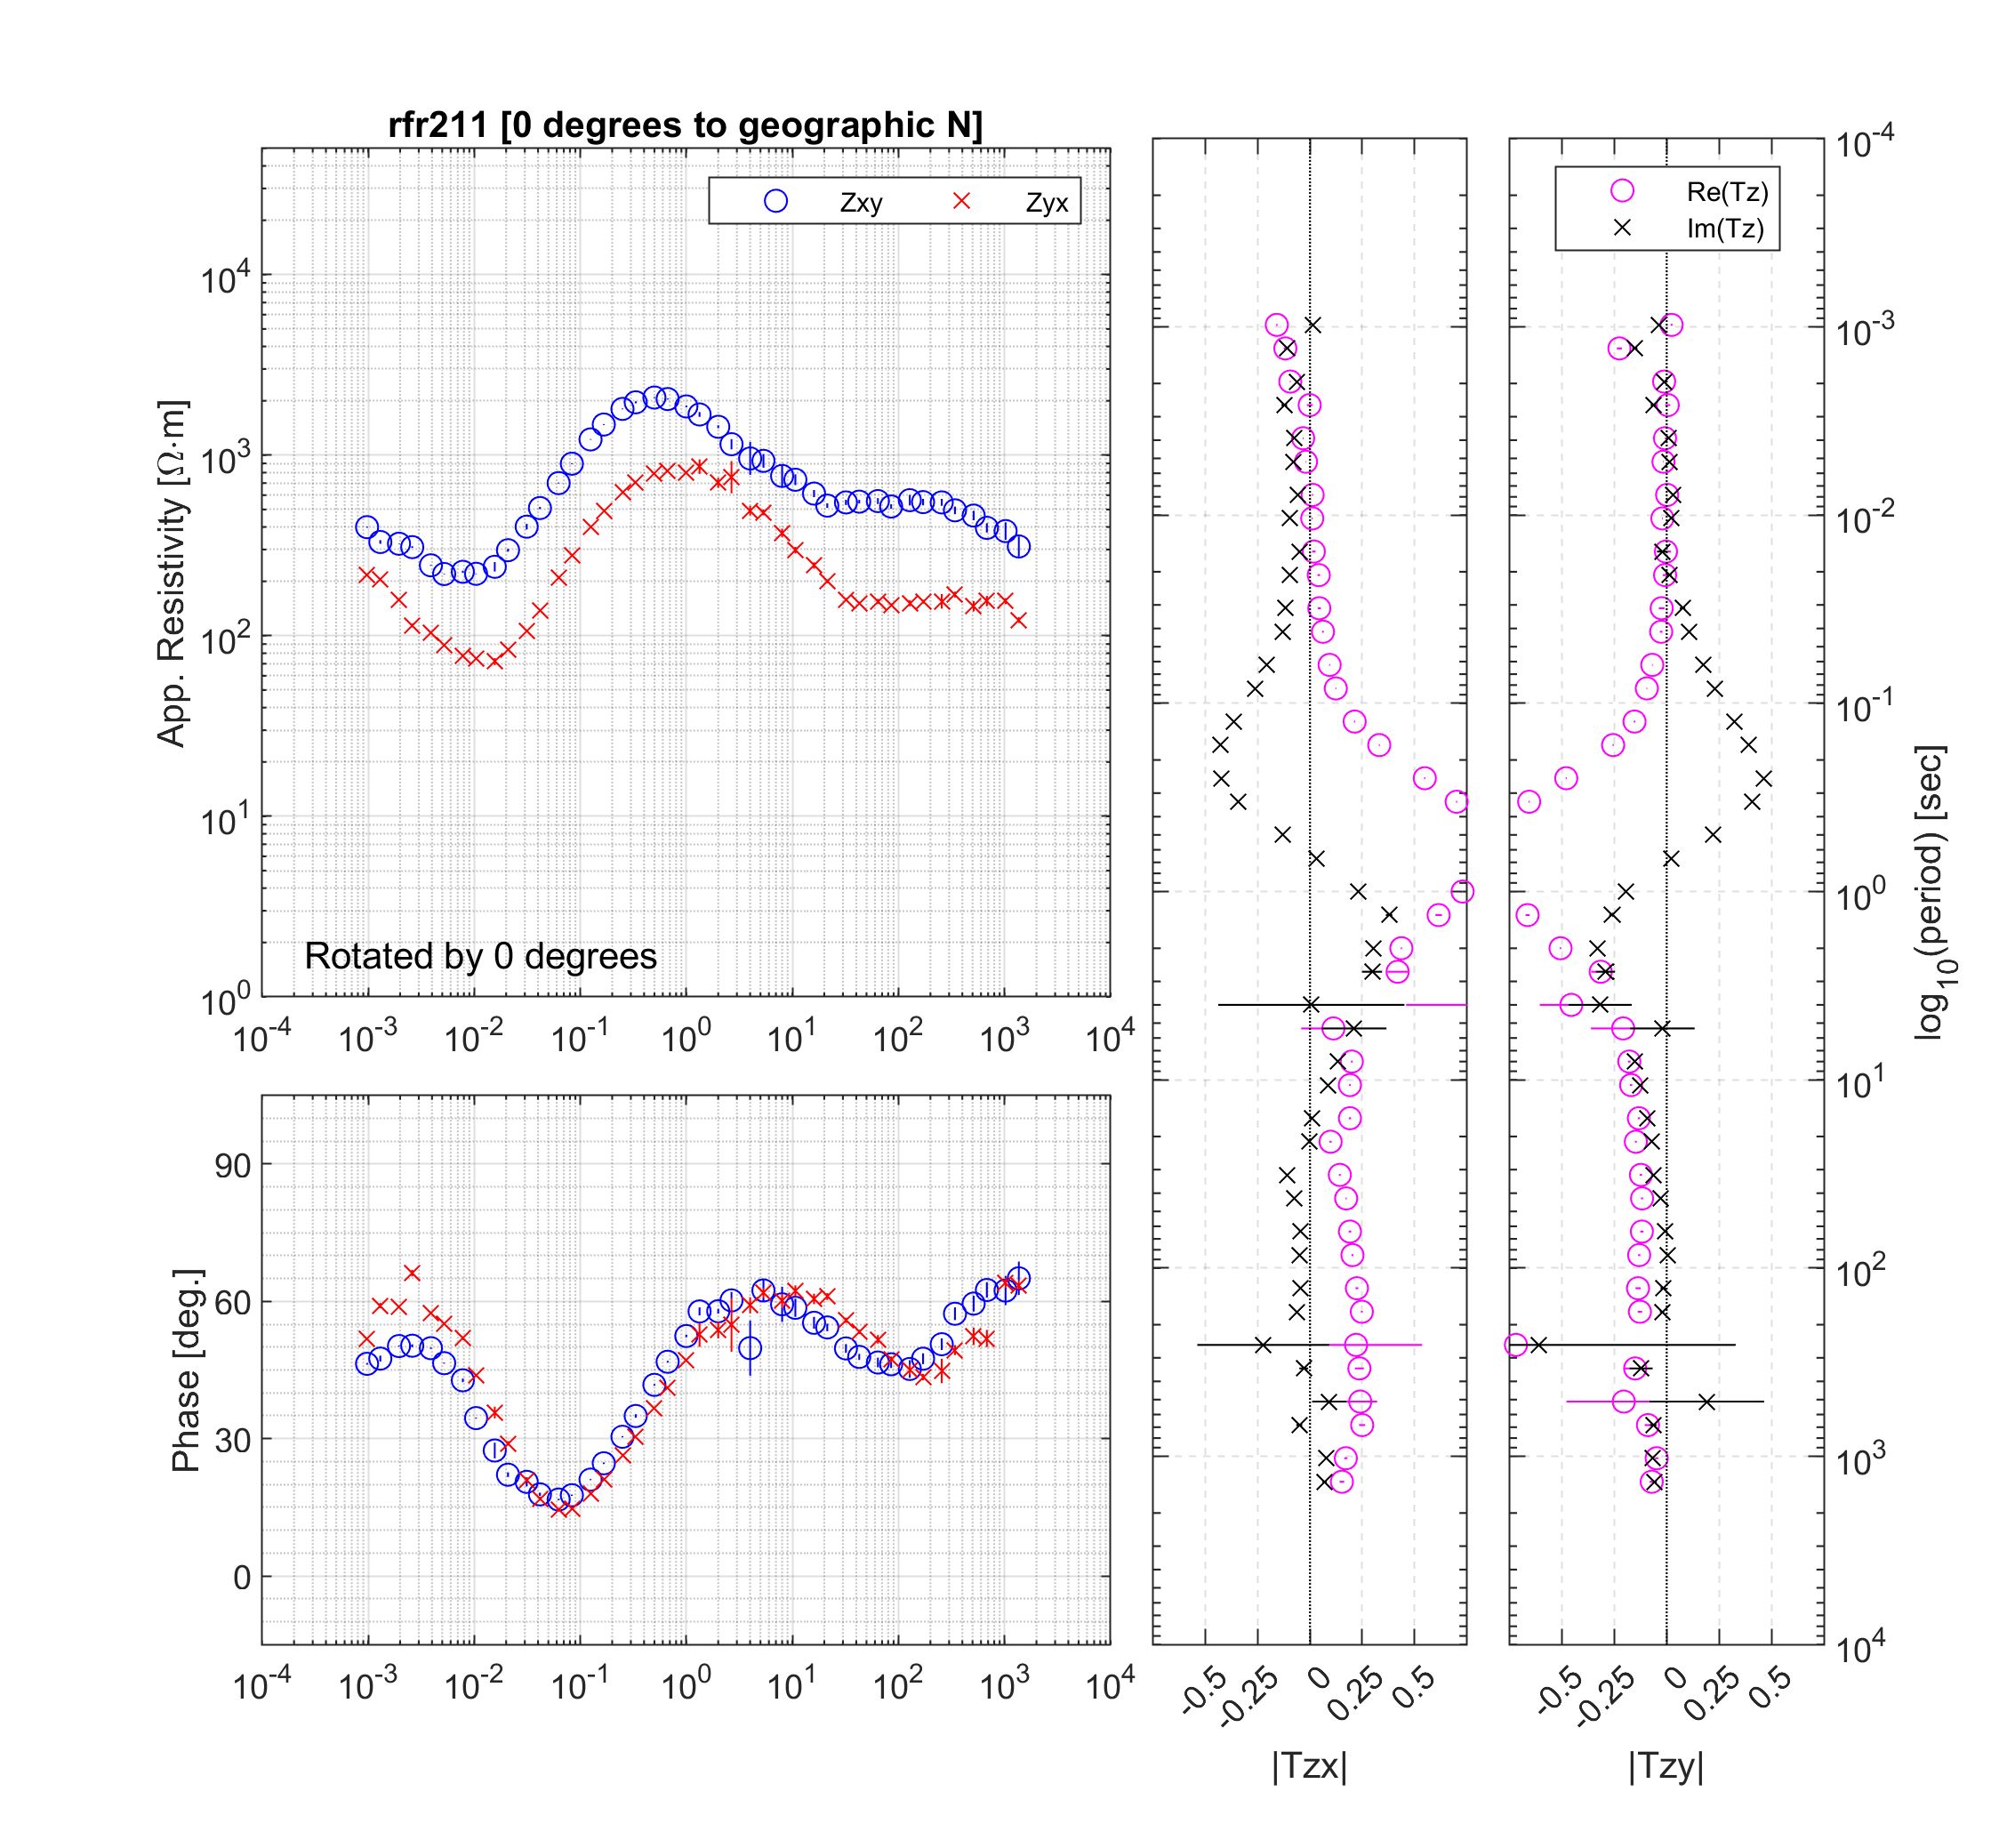 rfr211 [0 degrees to geographic N]
Zxy Zyx
App. Resistivity [Ω·m]
10^4
10^3
10^2
10^1
10^0
Rotated by 0 degrees
10^-4 10^-3 10^-2 10^-1 10^0 10^1 10^2 10^3 10^4
Phase [deg.]
90
60
30
0
10^-4 10^-3 10^-2 10^-1 10^0 10^1 10^2 10^3 10^4
-0.5 -0.25 0 0.25 0.5
|Tzx|
Re(Tz)
Im(Tz)
-0.5 -0.25 0 0.25 0.5
|Tzy|
10^-4
10^-3
10^-2
10^-1
10^0
10^1
10^2
10^3
10^4
log_10(period) [sec]